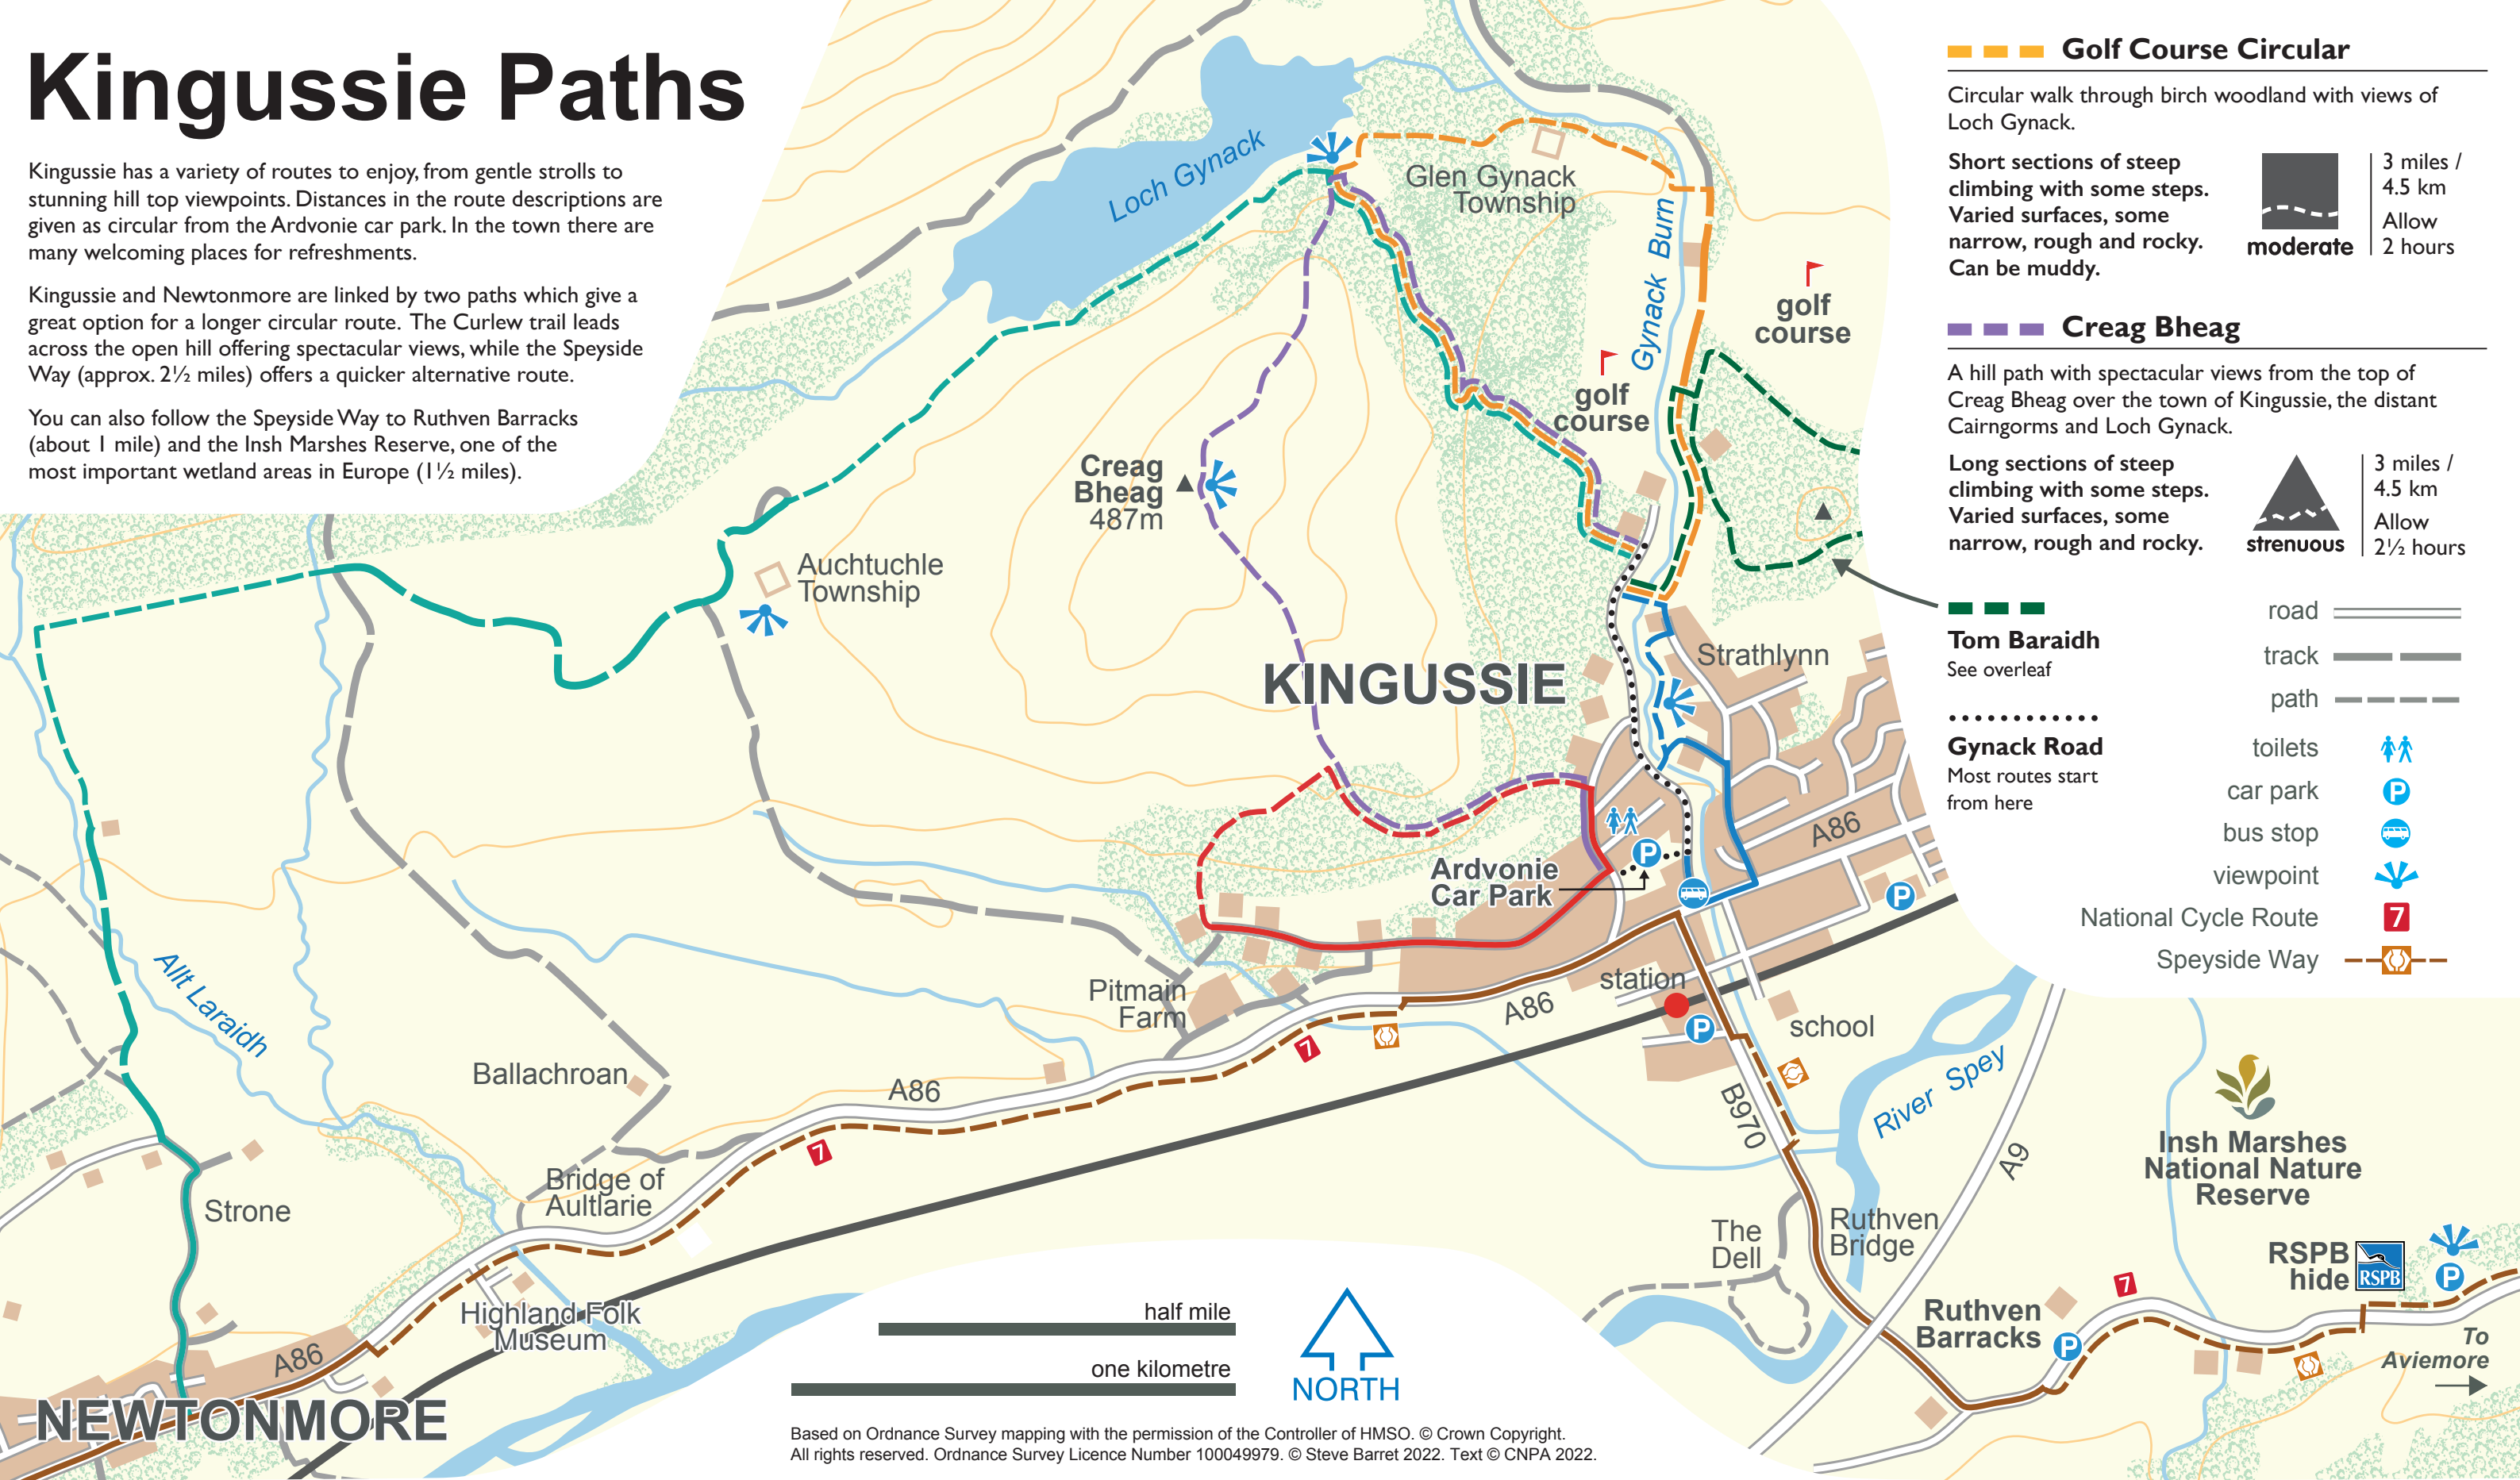 Kingussie Paths
Kingussie has a variety of routes to enjoy, from gentle strolls to
stunning hill top viewpoints. Distances in the route descriptions are
given as circular from the Ardvonie car park. In the town there are
many welcoming places for refreshments.
Kingussie and Newtonmore are linked by two paths which give a
great option for a longer circular route. The Curlew trail leads
across the open hill offering spectacular views, while the Speyside
Way (approx. 2½ miles) offers a quicker alternative route.
You can also follow the Speyside Way to Ruthven Barracks
(about 1 mile) and the Insh Marshes Reserve, one of the
most important wetland areas in Europe (1½ miles).
Golf Course Circular
Circular walk through birch woodland with views of
Loch Gynack.
Short sections of steep
climbing with some steps.
Varied surfaces, some
narrow, rough and rocky.
Can be muddy.
moderate
3 miles /
4.5 km
Allow
2 hours
Creag Bheag
A hill path with spectacular views from the top of
Creag Bheag over the town of Kingussie, the distant
Cairngorms and Loch Gynack.
Long sections of steep
climbing with some steps.
Varied surfaces, some
narrow, rough and rocky.
strenuous
3 miles /
4.5 km
Allow
2½ hours
Tom Baraidh
See overleaf
Gynack Road
Most routes start
from here
road
track
path
toilets
car park
P
bus stop
viewpoint
National Cycle Route
7
Speyside Way
Loch Gynack
Glen Gynack
Township
Gynack Burn
golf
course
golf
course
Creag
Bheag
487m
Auchtuchle
Township
KINGUSSIE
Strathlynn
A86
Ardvonie
Car Park
P
P
Allt Laraidh
Pitmain
Farm
station
A86
P
school
7
Ballachroan
A86
B970
River Spey
A9
7
Bridge of
Aultlarie
Strone
The
Dell
Ruthven
Bridge
Insh Marshes
National Nature
Reserve
RSPB
hide
RSPB
P
7
Highland Folk
Museum
Ruthven
Barracks
P
To
Aviemore
A86
NEWTONMORE
half mile
one kilometre
NORTH
Based on Ordnance Survey mapping with the permission of the Controller of HMSO. © Crown Copyright.
All rights reserved. Ordnance Survey Licence Number 100049979. © Steve Barret 2022. Text © CNPA 2022.